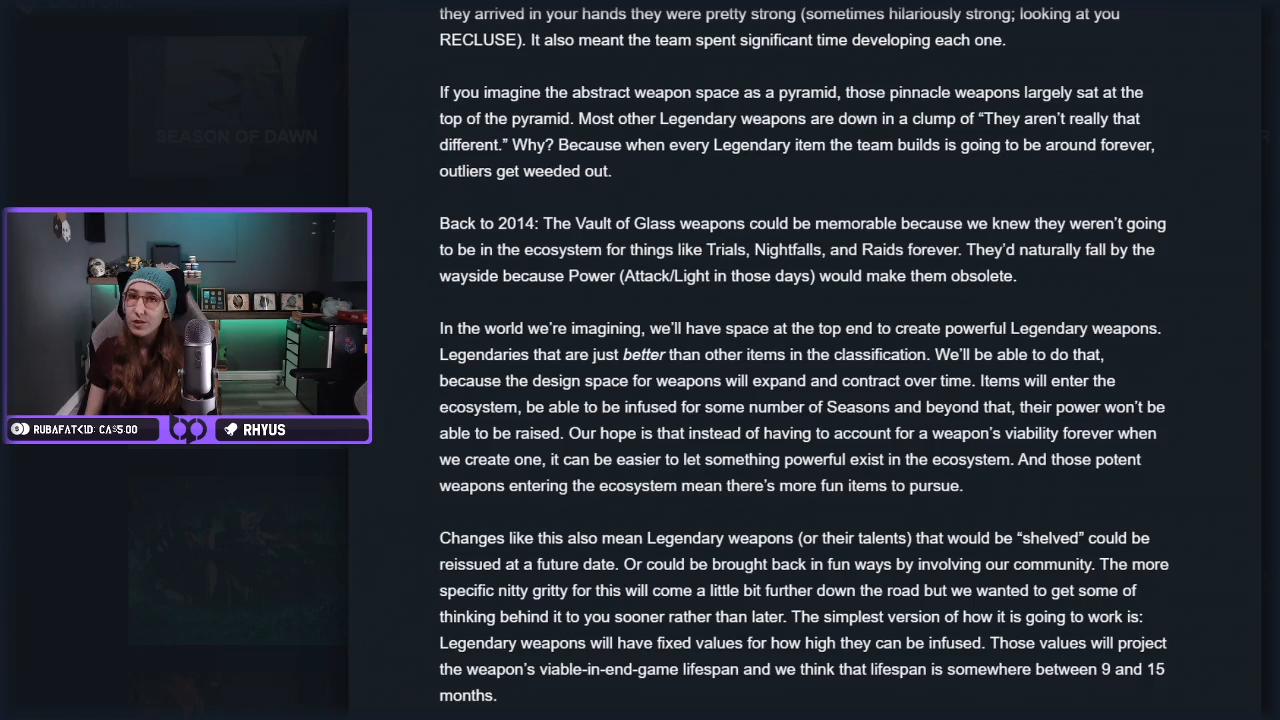 they arrived in your hands they were pretty strong (sometimes hilariously strong; looking at you
RECLUSE). It also meant the team spent significant time developing each one.
If you imagine the abstract weapon space as a pyramid, those pinnacle weapons largely sat at the
top of the pyramid. Most other Legendary weapons are down in a clump of “They aren’t really that
different.” Why? Because when every Legendary item the team builds is going to be around forever,
outliers get weeded out.
SEASON OF DAWN
Back to 2014: The Vault of Glass weapons could be memorable because we knew they weren’t going
to be in the ecosystem for things like Trials, Nightfalls, and Raids forever. They’d naturally fall by the
wayside because Power (Attack/Light in those days) would make them obsolete.
In the world we’re imagining, we’ll have space at the top end to create powerful Legendary weapons.
Legendaries that are just better than other items in the classification. We’ll be able to do that,
because the design space for weapons will expand and contract over time. Items will enter the
ecosystem, be able to be infused for some number of Seasons and beyond that, their power won’t be
able to be raised. Our hope is that instead of having to account for a weapon’s viability forever when
we create one, it can be easier to let something powerful exist in the ecosystem. And those potent
weapons entering the ecosystem mean there’s more fun items to pursue.
RUBAFATK1D: CA$5.00
RHYUS
Changes like this also mean Legendary weapons (or their talents) that would be “shelved” could be
reissued at a future date. Or could be brought back in fun ways by involving our community. The more
specific nitty gritty for this will come a little bit further down the road but we wanted to get some of
thinking behind it to you sooner rather than later. The simplest version of how it is going to work is:
Legendary weapons will have fixed values for how high they can be infused. Those values will project
the weapon’s viable-in-end-game lifespan and we think that lifespan is somewhere between 9 and 15
months.